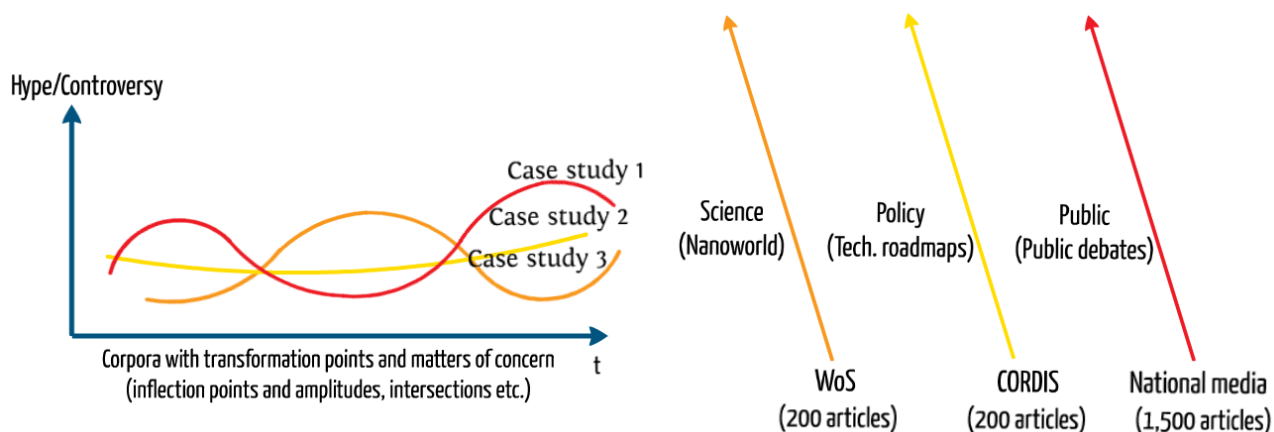 Hype/Controversy
Case study 1
Case study 2
Case study 3
t
Corpora with transformation points and matters of concern
(inflection points and amplitudes, intersections etc.)
Science
(Nanoworld)
Policy
(Tech. roadmaps)
Public
(Public debates)
WoS
(200 articles)
CORDIS
(200 articles)
National media
(1,500 articles)